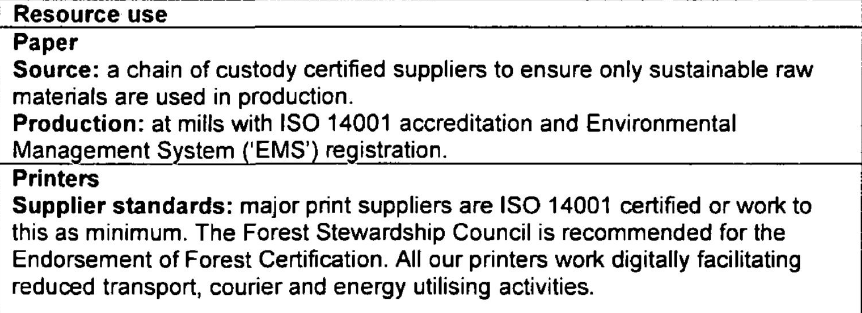 Resource use
Paper
Source: a chain of custody certified suppliers to ensure only sustainable raw
materials are used in production.
Production: at mills with ISO 14001 accreditation and Environmental
Management System ('EMS') registration.
Printers
Supplier standards: major print suppliers are ISO 14001 certified or work to
this as minimum. The Forest Stewardship Council is recommended for the
Endorsement of Forest Certification. All our printers work digitally facilitating
reduced transport, courier and energy utilising activities.